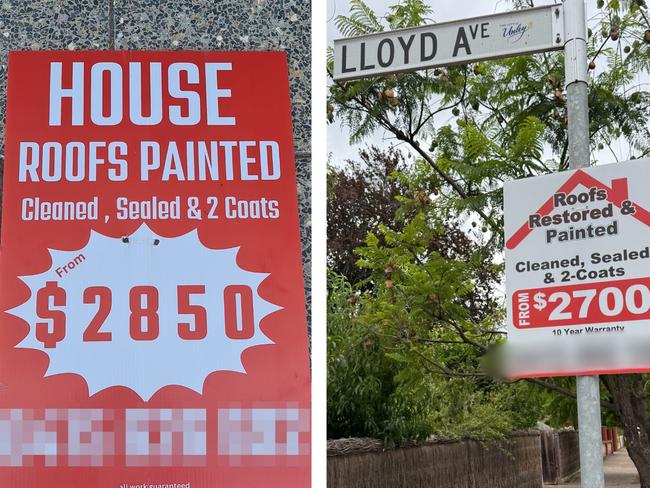 HOUSE
ROOFS PAINTED
Cleaned , Sealed & 2 Coats
From
$2850
all work guaranteed
LLOYD AVE
Unley
Roofs
Restored &
Painted
Cleaned, Sealed
& 2-Coats
FROM $2700
10 Year Warranty